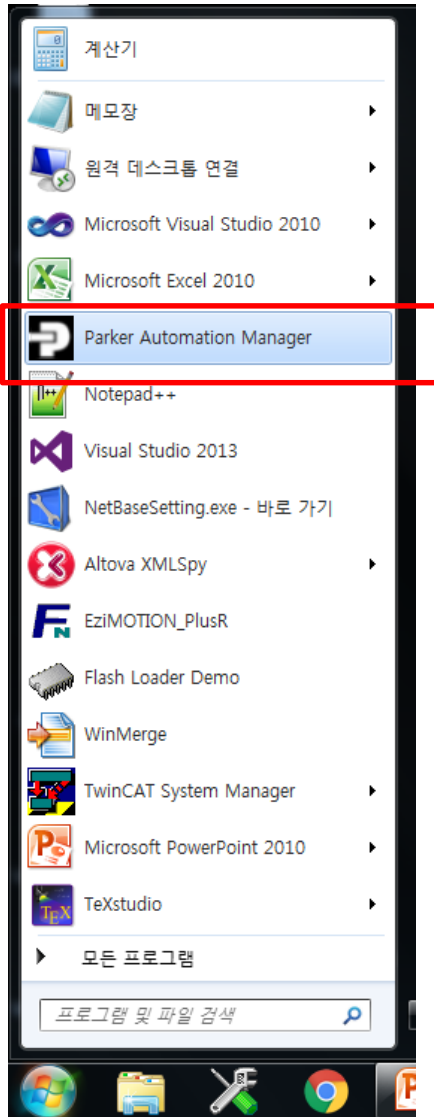 계산기
메모장
원격 데스크톱 연결
Microsoft Visual Studio 2010
Microsoft Excel 2010
Parker Automation Manager
Notepad++
Visual Studio 2013
NetBaseSetting.exe - 바로 가기
Altova XMLSpy
EziMOTION_PlusR
Flash Loader Demo
WinMerge
TwinCAT System Manager
Microsoft PowerPoint 2010
TeXstudio
모든 프로그램
프로그램 및 파일 검색